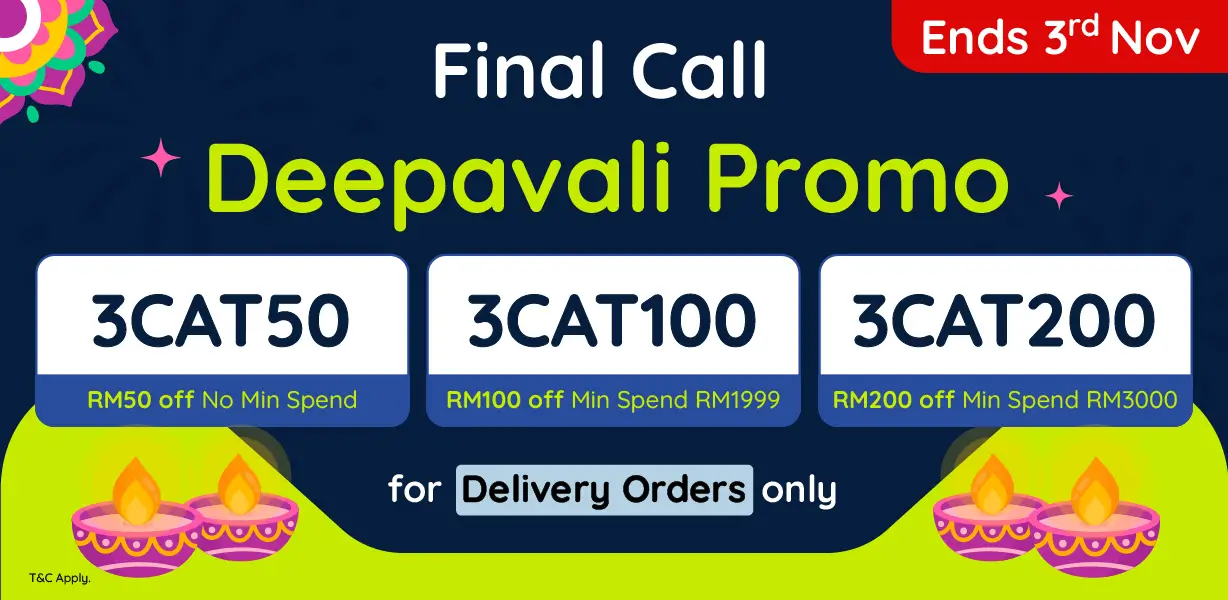 Ends 3rd Nov
Final Call
Deepavali Promo
3CAT50
RM50 off No Min Spend
3CAT100
RM100 off Min Spend RM1999
3CAT200
RM200 off Min Spend RM3000
for Delivery Orders only
T&C Apply.